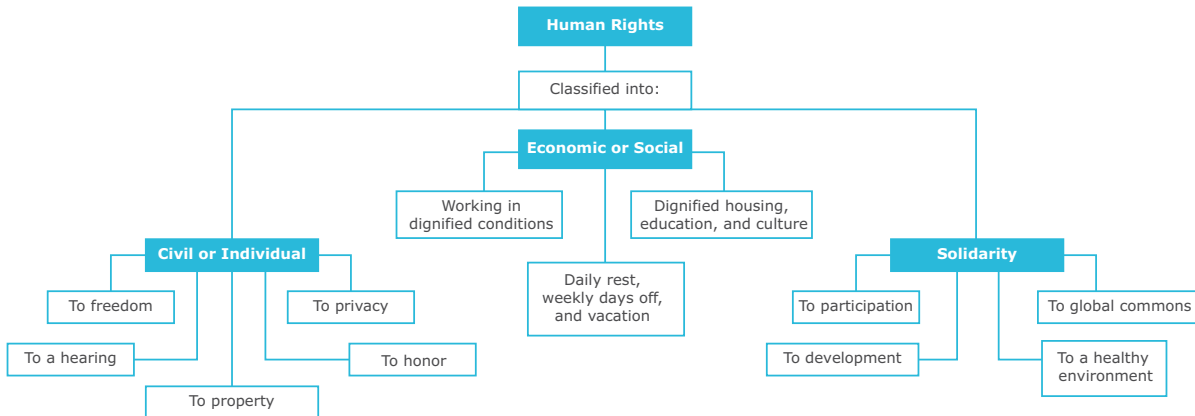 Human Rights
Classified into:
Economic or Social
Working in
dignified conditions
Dignified housing,
education, and culture
Daily rest,
weekly days off,
and vacation
Civil or Individual
To freedom
To privacy
To a hearing
To honor
To property
Solidarity
To participation
To global commons
To development
To a healthy
environment